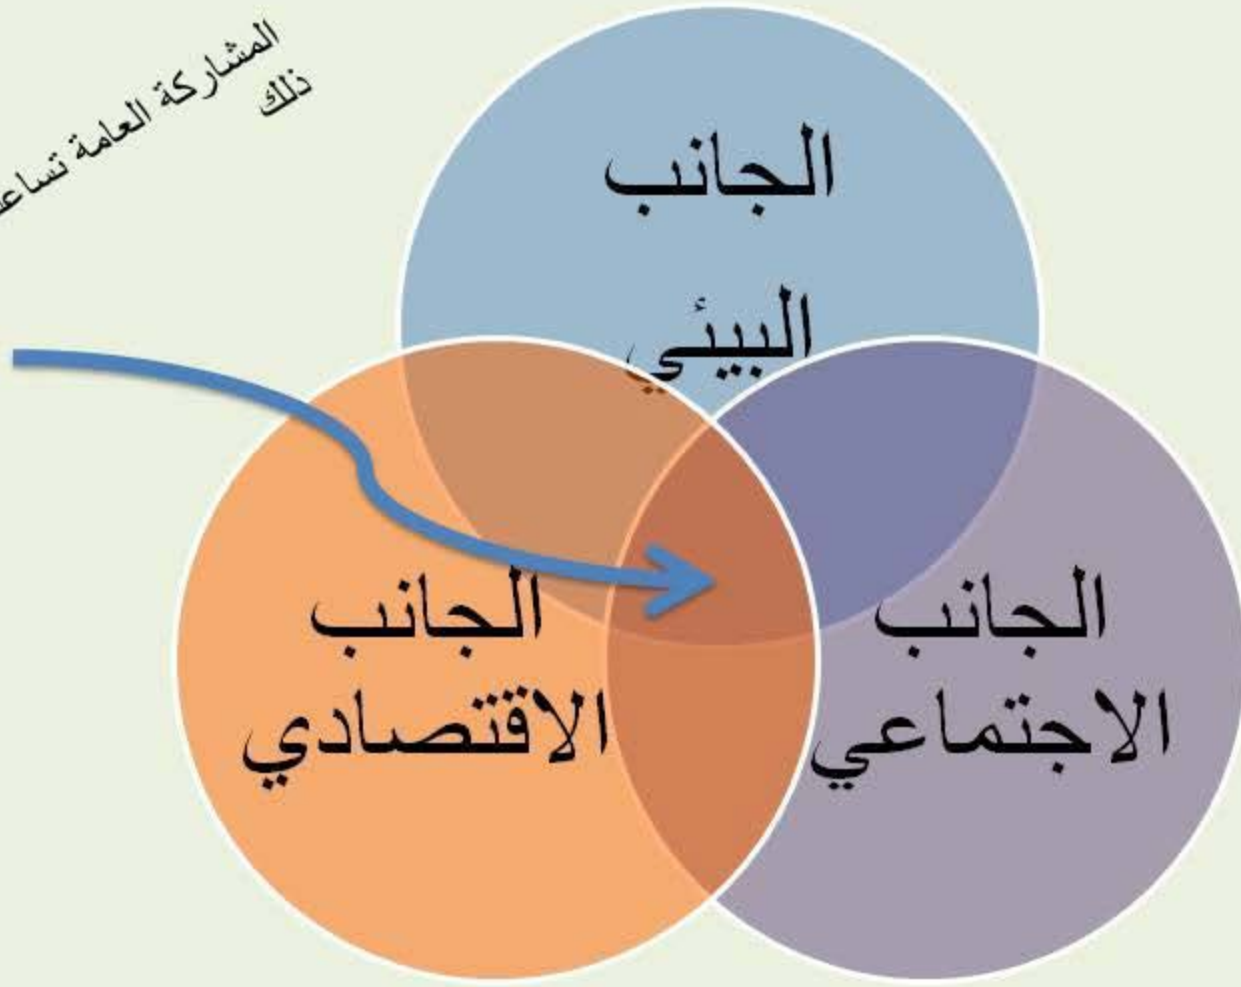 المشاركة العامة
ذلك
الجانب
البيئي
الجانب
الاجتماعي
الجانب
الاقتصادي